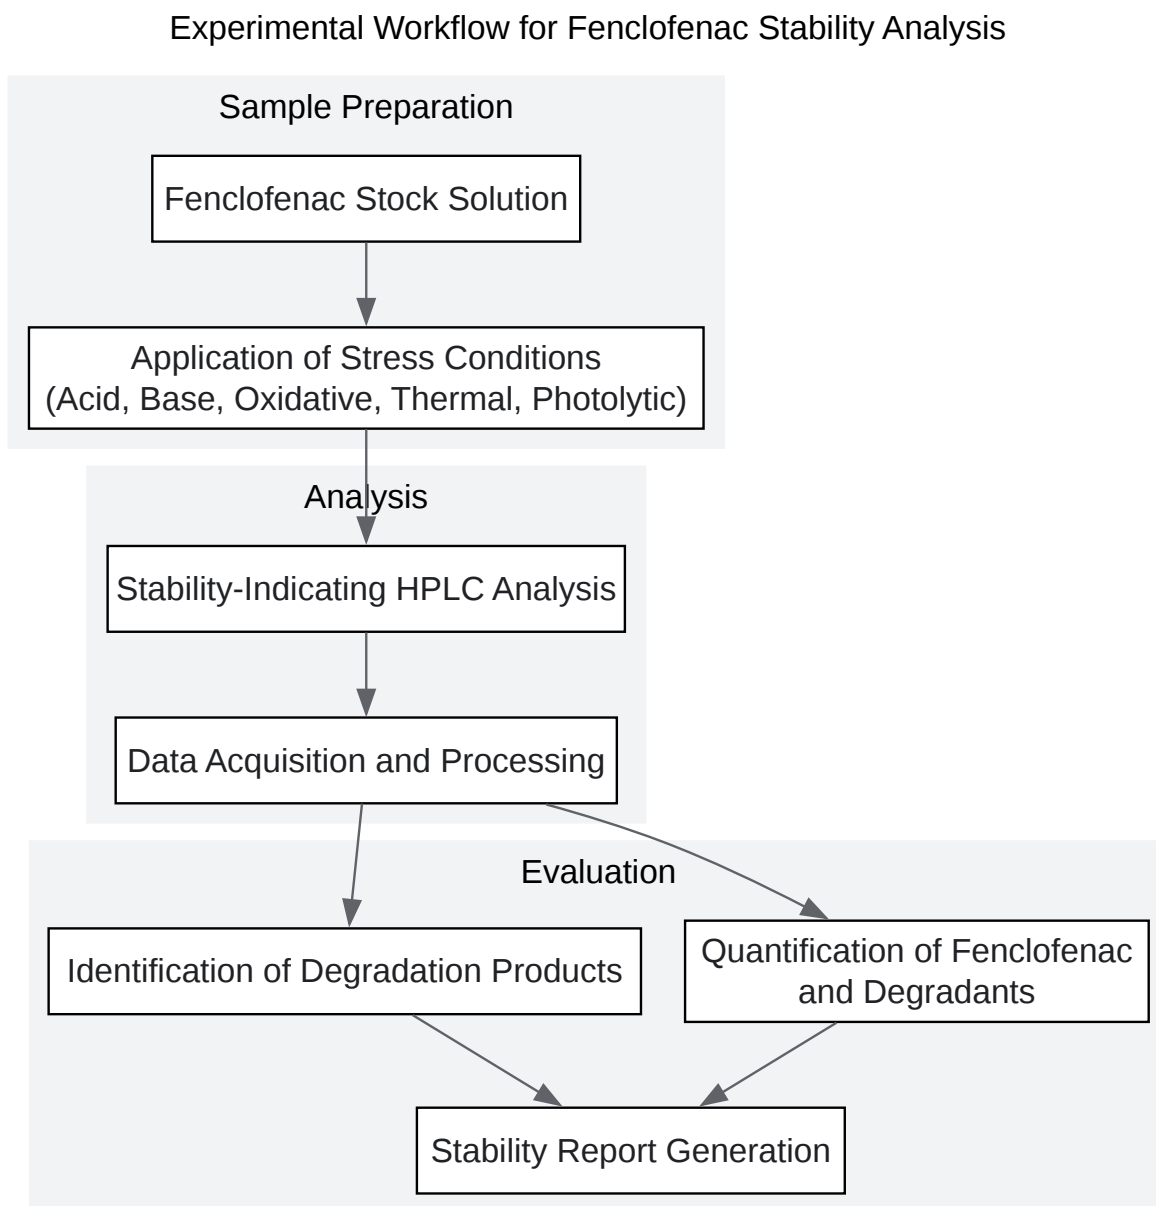 Experimental Workflow for Fenclofenac Stability Analysis
Sample Preparation
Fenclofenac Stock Solution
Application of Stress Conditions
(Acid, Base, Oxidative, Thermal, Photolytic)
Analysis
Stability-Indicating HPLC Analysis
Data Acquisition and Processing
Evaluation
Identification of Degradation Products
Quantification of Fenclofenac
and Degradants
Stability Report Generation